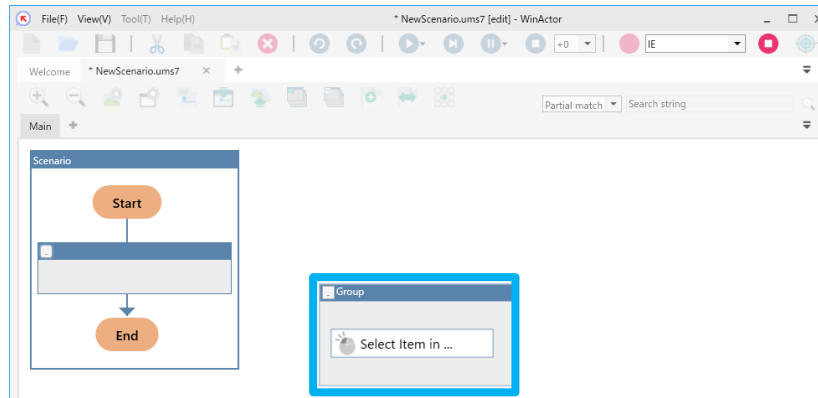 File(F) View(V) Tool(T) Help(H) * NewScenario.ums7 [edit] - WinActor
+0 IE
Welcome * NewScenario.ums7 × +
Partial match Search string
Main +
Scenario
Start
Group
Select Item in ...
End